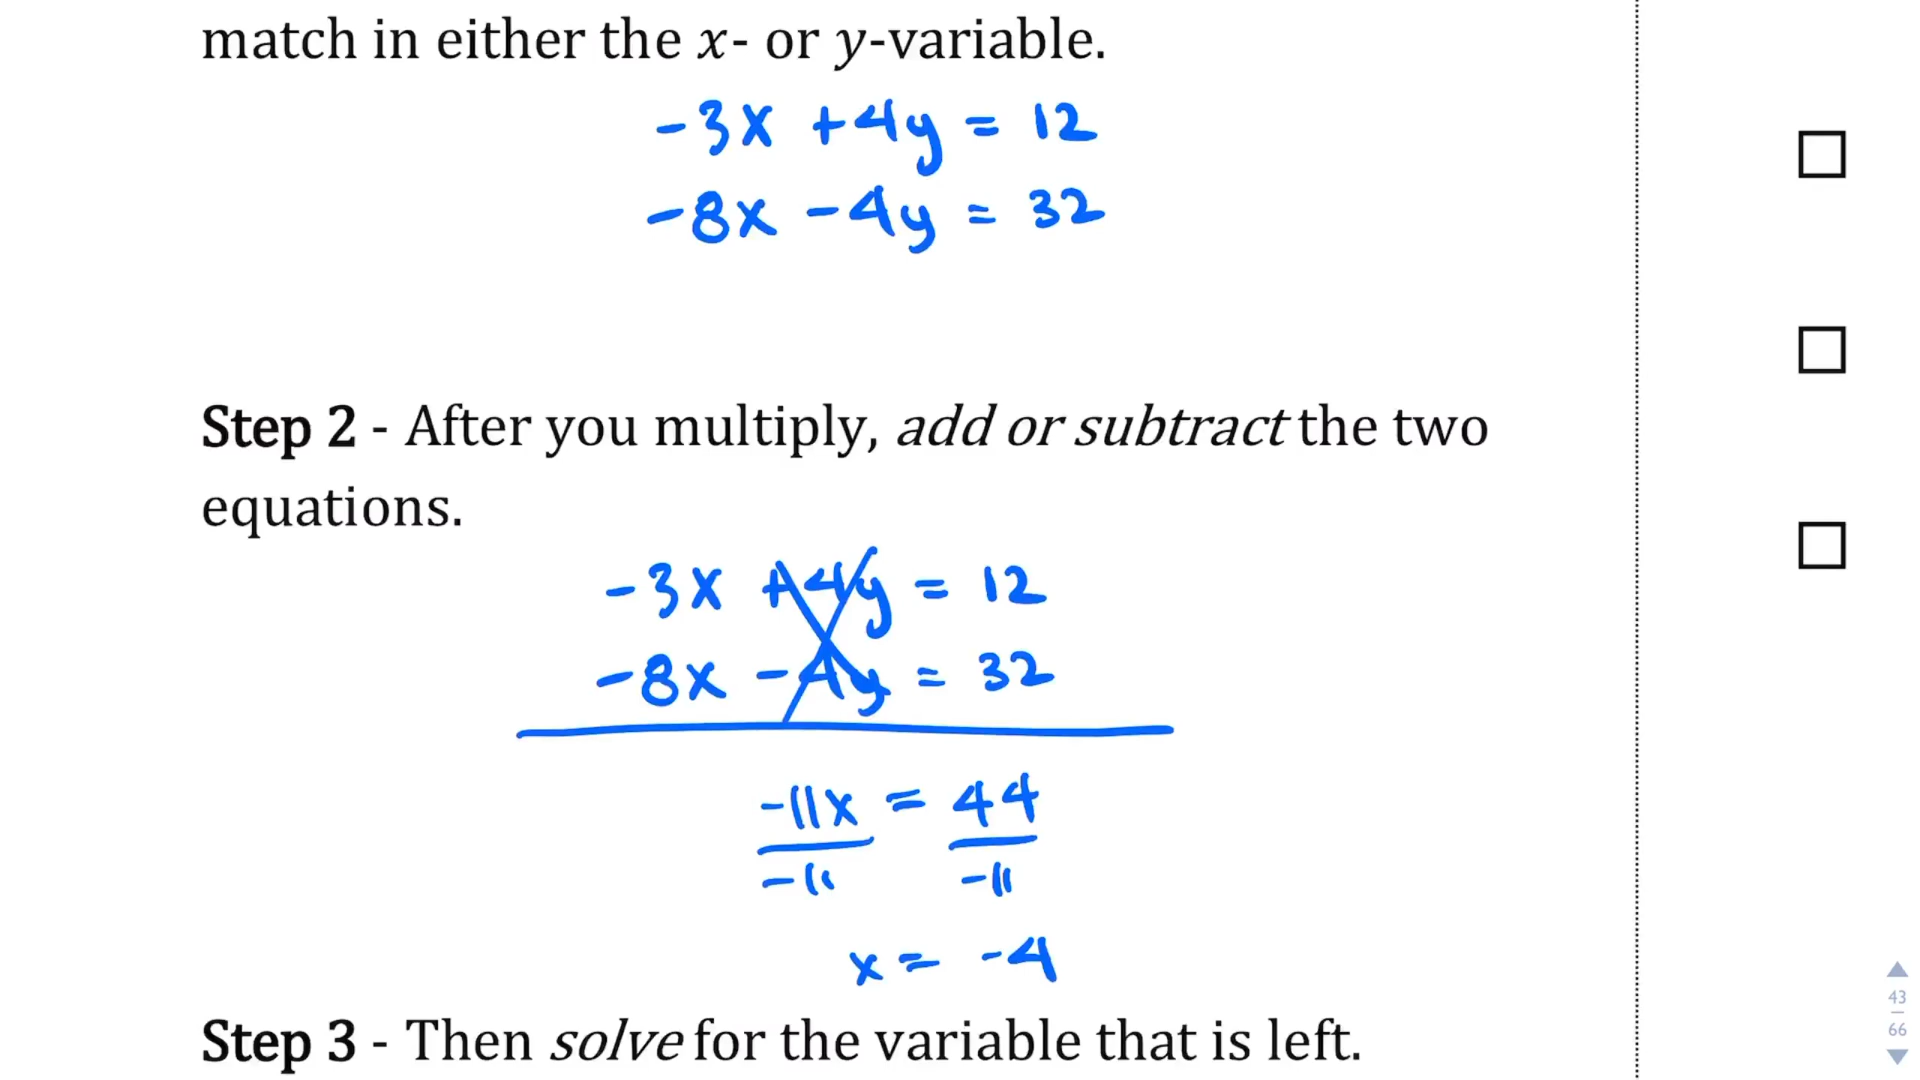 match in either the x- or y-variable.
-3x +4y = 12
-8x -4y = 32
Step 2 - After you multiply, add or subtract the two
equations.
-3x +4y = 12
-8x -4y = 32
-11x = 44
-11 -11
x = -4
Step 3 - Then solve for the variable that is left.
43
66